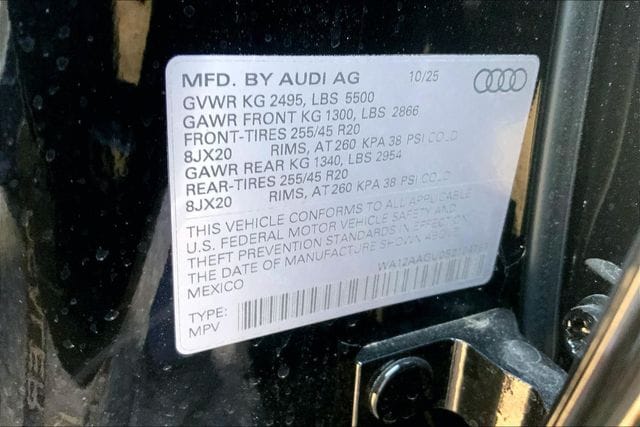 MFD. BY AUDI AG 10/25
GVWR KG 2495, LBS 5500
GAWR FRONT KG 1300, LBS 2866
FRONT-TIRES 255/45 R20
8JX20 RIMS, AT 260 KPA 38 PSI COLD
GAWR REAR KG 1340, LBS 2954
REAR-TIRES 255/45 R20
8JX20 RIMS, AT 260 KPA 38 PSI COLD
THIS VEHICLE CONFORMS TO ALL APPLICABLE
U.S. FEDERAL MOTOR VEHICLE SAFETY AND
THEFT PREVENTION STANDARDS IN EFFECT ON
THE DATE OF MANUFACTURE SHOWN ABOVE.
MEXICO
TYPE:
MPV